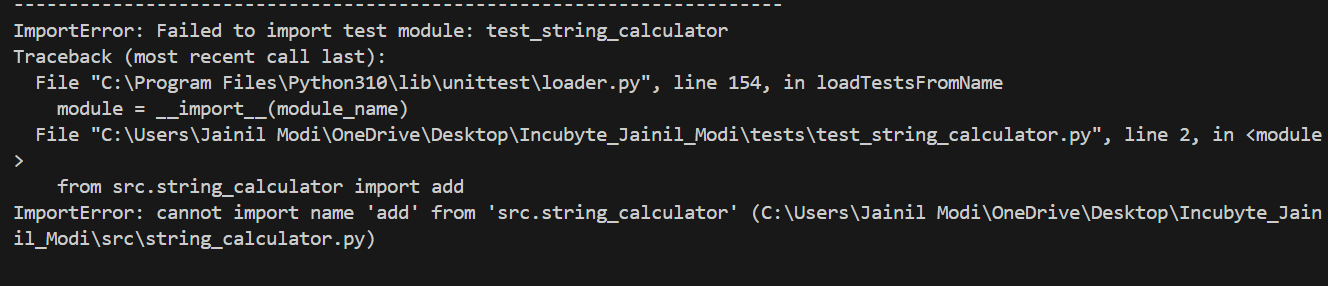 ----------------------------------------------------------------------
ImportError: Failed to import test module: test_string_calculator
Traceback (most recent call last):
  File "C:\Program Files\Python310\lib\unittest\loader.py", line 154, in loadTestsFromName
    module = __import__(module_name)
  File "C:\Users\Jainil Modi\OneDrive\Desktop\Incubyte_Jainil_Modi\tests\test_string_calculator.py", line 2, in <module
>
    from src.string_calculator import add
ImportError: cannot import name 'add' from 'src.string_calculator' (C:\Users\Jainil Modi\OneDrive\Desktop\Incubyte_Jain
il_Modi\src\string_calculator.py)